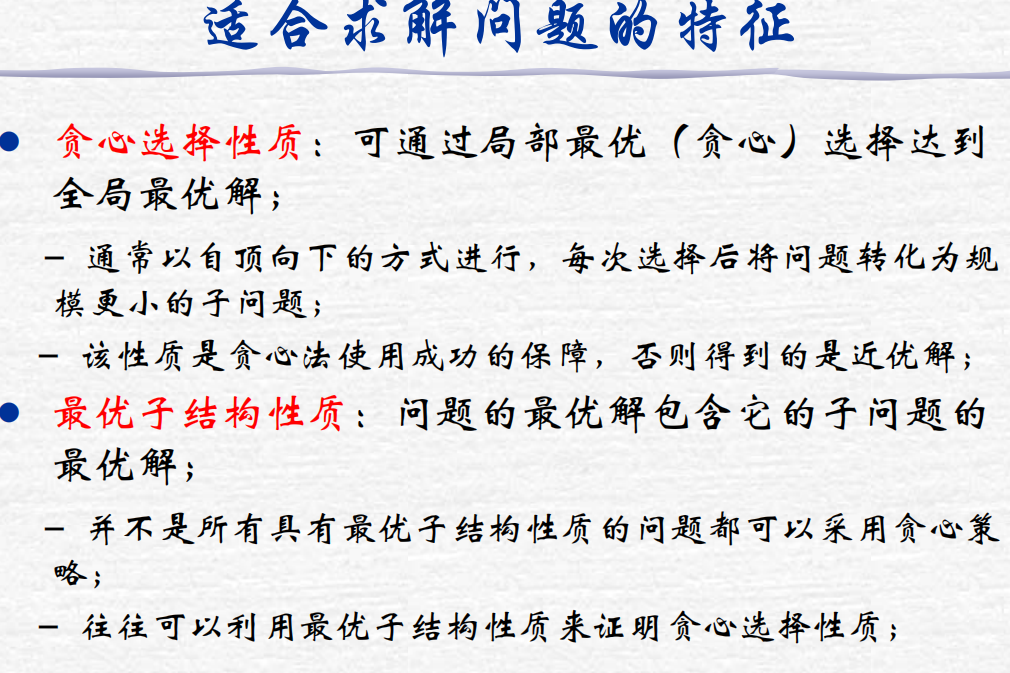 适合求解问题的特征
● 贪心选择性质：可通过局部最优（贪心）选择达到
全局最优解；
– 通常以自顶向下的方式进行，每次选择后将问题转化为规
模更小的子问题；
– 该性质是贪心法使用成功的保障，否则得到的是近优解；
● 最优子结构性质：问题的最优解包含它的子问题的
最优解；
– 并不是所有具有最优子结构性质的问题都可以采用贪心策
略；
– 往往可以利用最优子结构性质来证明贪心选择性质；